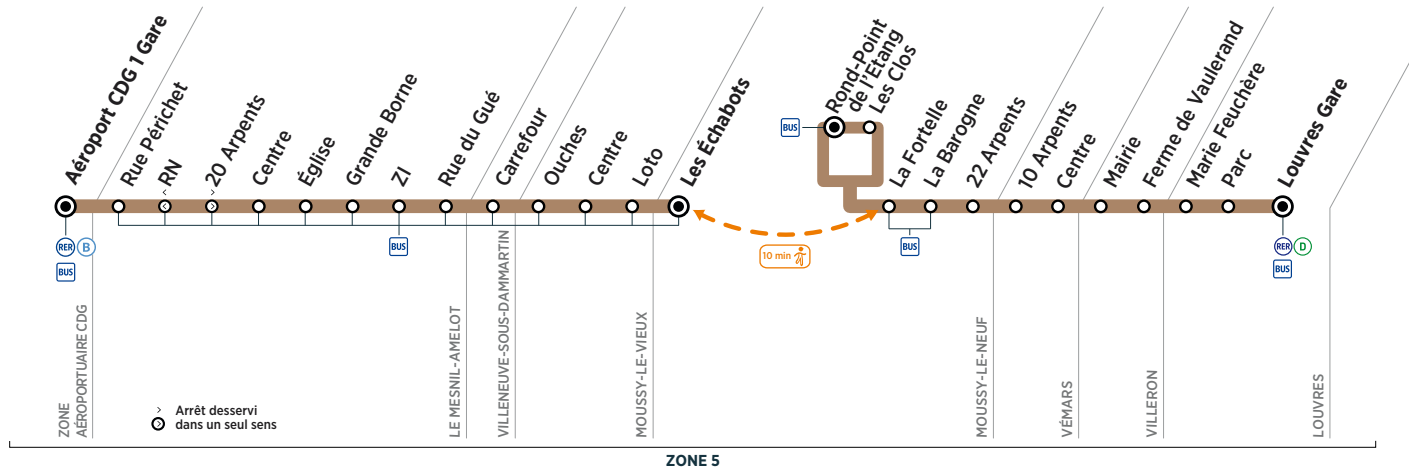 Aéroport CDG 1 Gare
Rue Périchet
RN
20 Arpents
Centre
Église
Grande Borne
ZI
Rue du Gué
Carrefour
Ouches
Centre
Loto
Les Échabots
Rond-Point
de l'Etang
Les Clos
La Fortelle
La Barogne
22 Arpents
10 Arpents
Centre
Mairie
Ferme de Vaulerand
Marie Feuchère
Parc
Louvres Gare
RER B
BUS
BUS
10 min
BUS
BUS
RER D
BUS
ZONE
AÉROPORTUAIRE CDG
LE MESNIL-AMELOT
VILLENEUVE-SOUS-DAMMARTIN
MOUSSY-LE-VIEUX
MOUSSY-LE-NEUF
VÉMARS
VILLERON
LOUVRES
> Arrêt desservi
dans un seul sens
ZONE 5